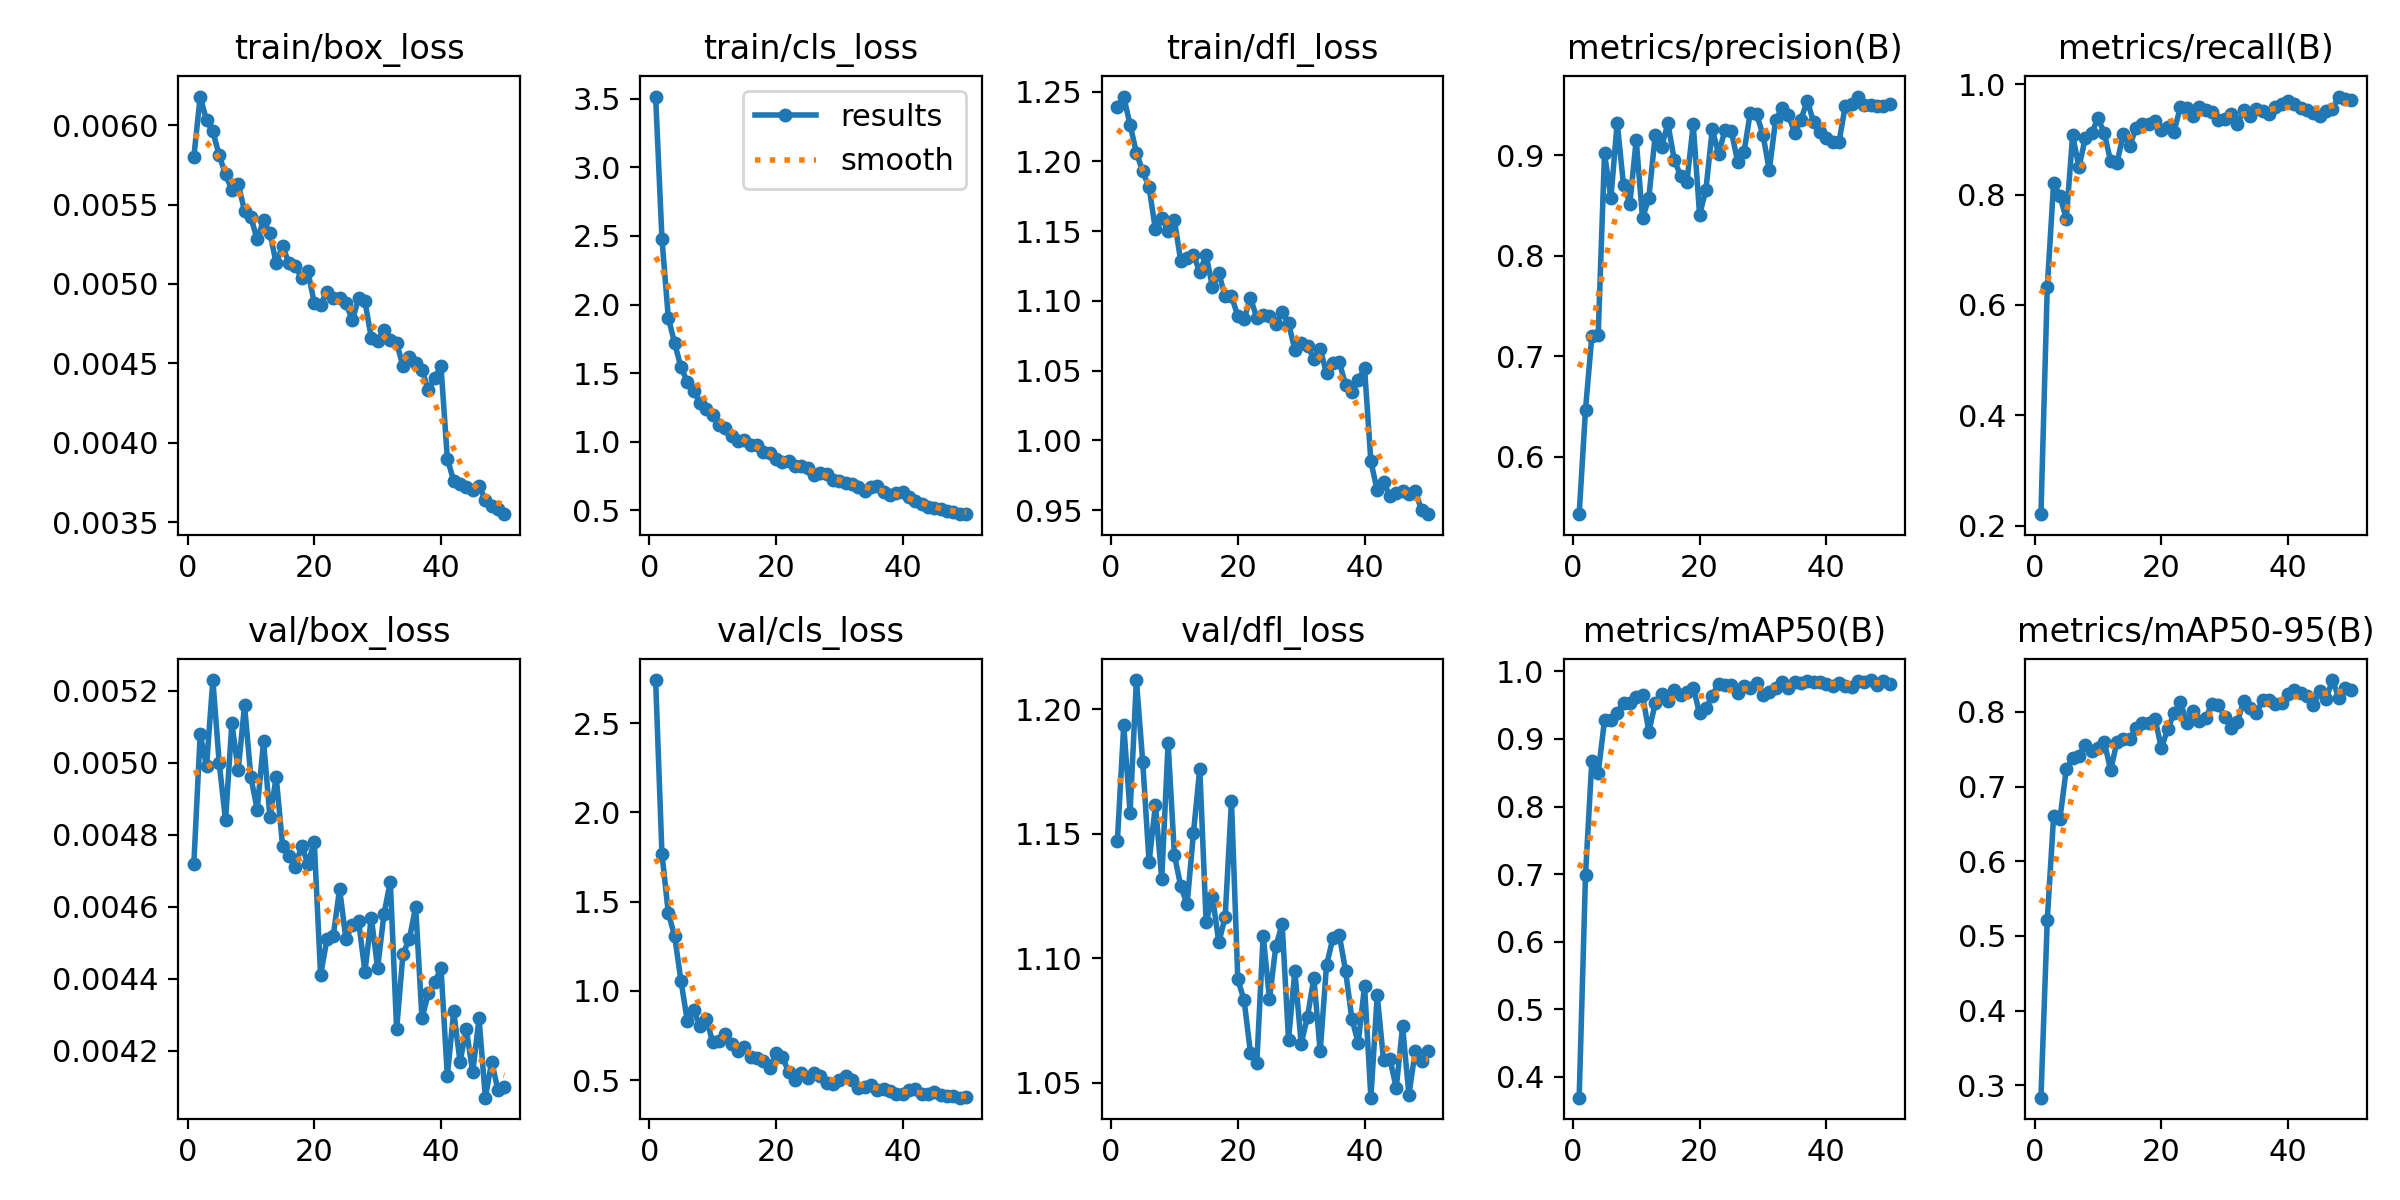 train/box_loss
0.0060
0.0055
0.0050
0.0045
0.0040
0.0035
0 20 40
train/cls_loss
results
smooth
3.5
3.0
2.5
2.0
1.5
1.0
0.5
0 20 40
train/dfl_loss
1.25
1.20
1.15
1.10
1.05
1.00
0.95
0 20 40
metrics/precision(B)
0.9
0.8
0.7
0.6
0 20 40
metrics/recall(B)
1.0
0.8
0.6
0.4
0.2
0 20 40
val/box_loss
0.0052
0.0050
0.0048
0.0046
0.0044
0.0042
0 20 40
val/cls_loss
2.5
2.0
1.5
1.0
0.5
0 20 40
val/dfl_loss
1.20
1.15
1.10
1.05
0 20 40
metrics/mAP50(B)
1.0
0.9
0.8
0.7
0.6
0.5
0.4
0 20 40
metrics/mAP50-95(B)
0.8
0.7
0.6
0.5
0.4
0.3
0 20 40